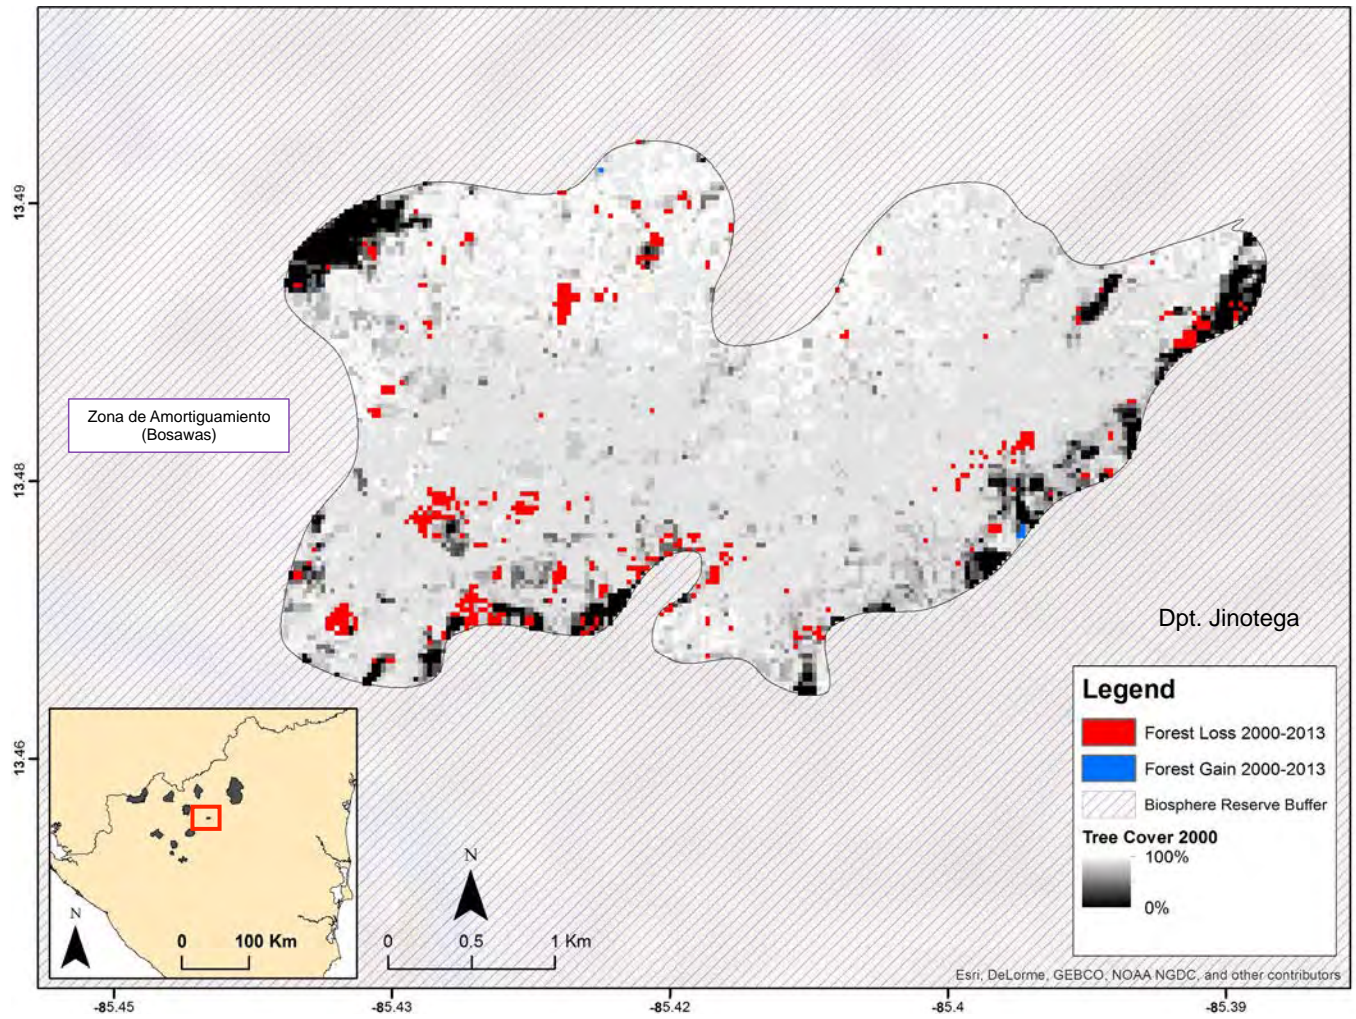 13.49
13.48
13.46
Zona de Amortiguamiento
(Bosawas)
Dpt. Jinotega
Legend
Forest Loss 2000-2013
Forest Gain 2000-2013
Biosphere Reserve Buffer
Tree Cover 2000
100%
0%
N
0 100 Km
N
0 0.5 1 Km
Esri, DeLorme, GEBCO, NOAA NGDC, and other contributors
-85.45 -85.43 -85.42 -85.4 -85.39